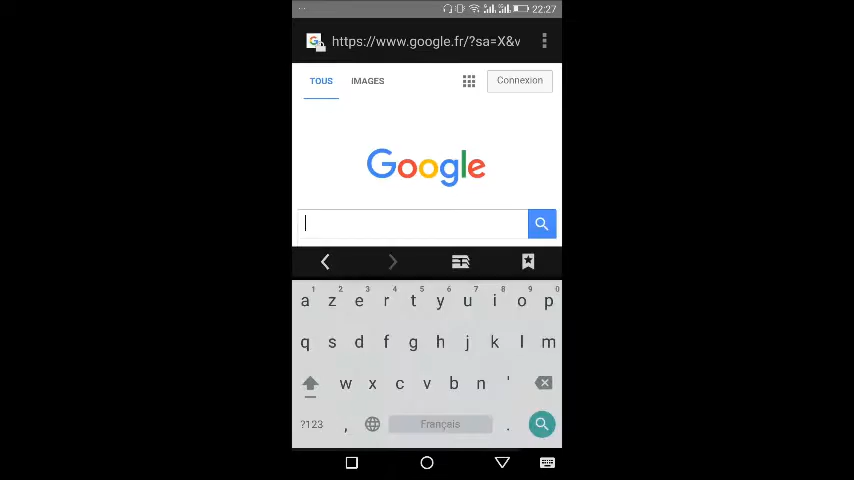 ... 22:27
https://www.google.fr/?sa=X&v
TOUS IMAGES Connexion
Google
1 2 3 4 5 6 7 8 9 0
a z e r t y u i o p
q s d f g h j k l m
w x c v b n '
?123 , Français .